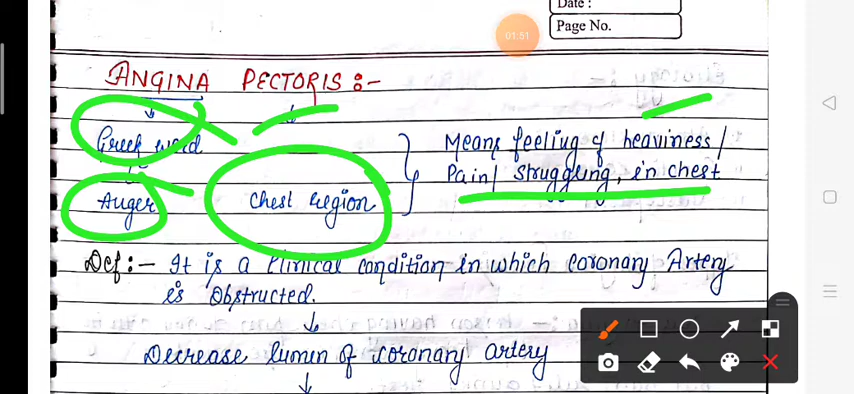 Date :
Page No.
01:51
ANGINA PECTORIS :-
Greek word
Means feeling of heaviness /
Pain/ struggling, in chest
Auger
Chest region
Def :- It is a clinical condition in which coronary Artery
is Obstructed.
Decrease lumin of coronary artery